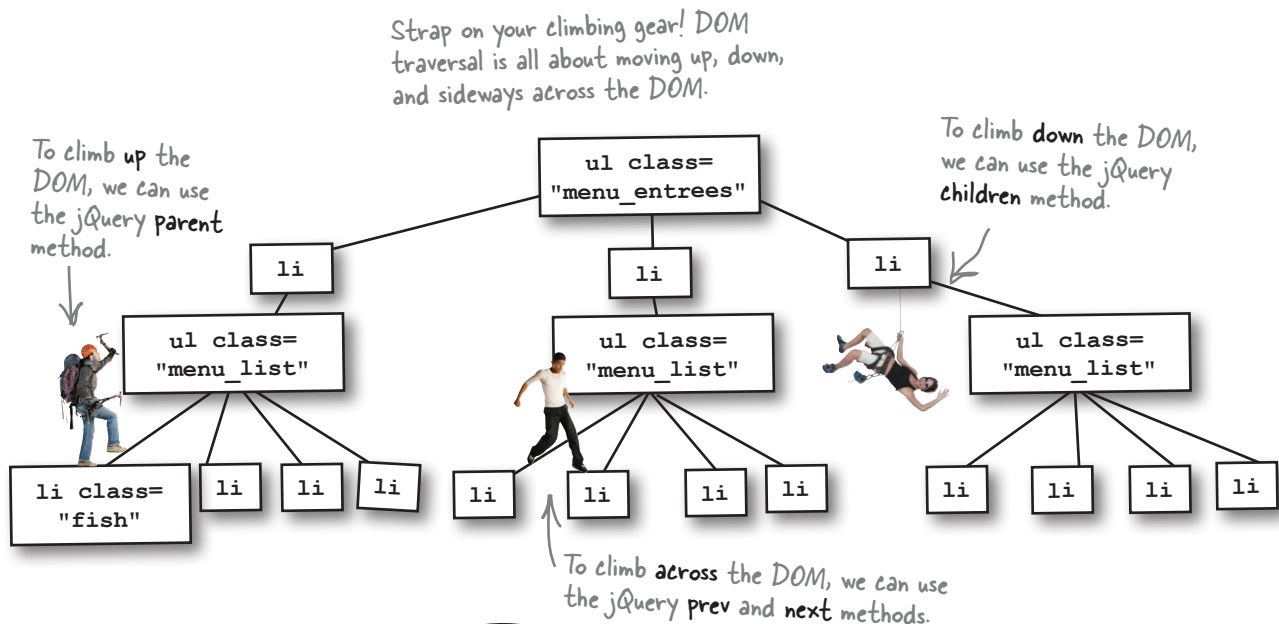 Strap on your climbing gear! DOM
traversal is all about moving up, down,
and sideways across the DOM.
To climb up the
DOM, we can use
the jQuery parent
method.
To climb down the DOM,
we can use the jQuery
children method.
ul class=
"menu_entrees"
li
li
li
ul class=
"menu_list"
ul class=
"menu_list"
ul class=
"menu_list"
li class=
"fish"
li
li
li
li
li
li
li
li
li
li
li
To climb across the DOM, we can use
the jQuery prev and next methods.